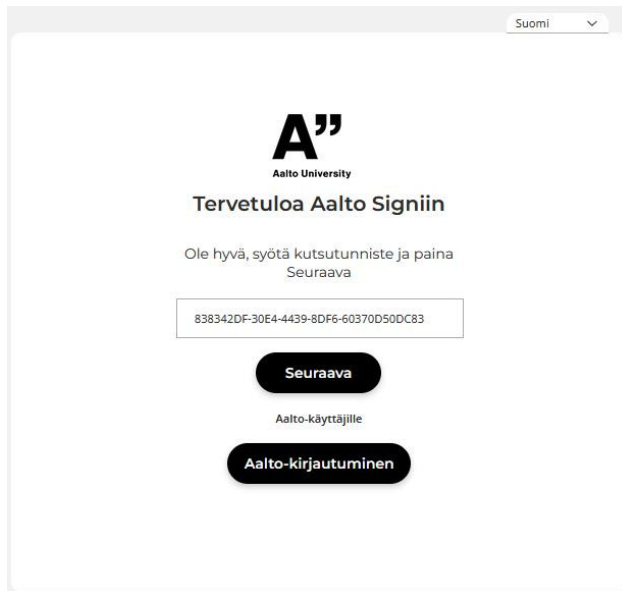 Suomi
A”
Aalto University
Tervetuloa Aalto Signiin
Ole hyvä, syötä kutsutunniste ja paina
Seuraava
838342DF-30E4-4439-8DF6-60370D50DC83
Seuraava
Aalto-käyttäjille
Aalto-kirjautuminen